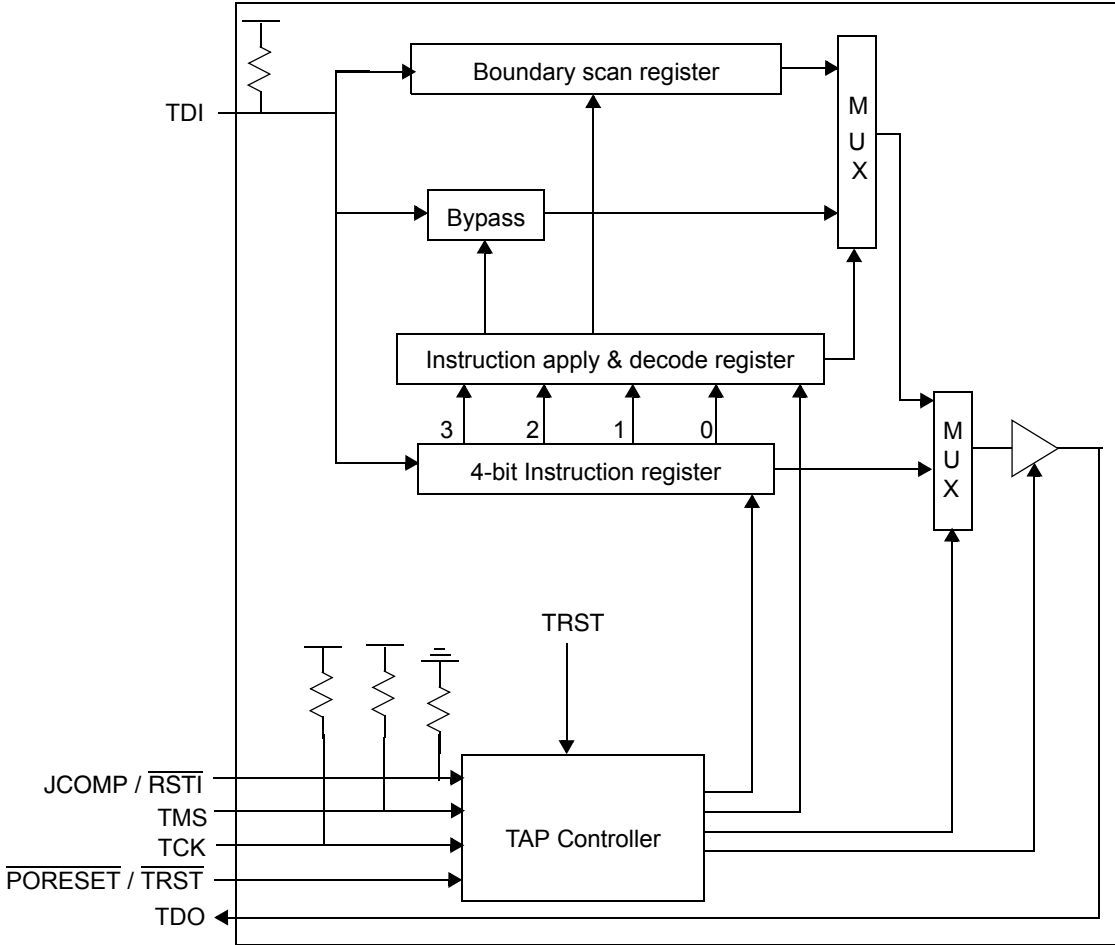 Boundary scan register
M
U
X
TDI
Bypass
Instruction apply & decode register
3 2 1 0
4-bit Instruction register
M
U
X
TRST
JCOMP / RSTI
TMS
TCK
TAP Controller
PORESET / TRST
TDO